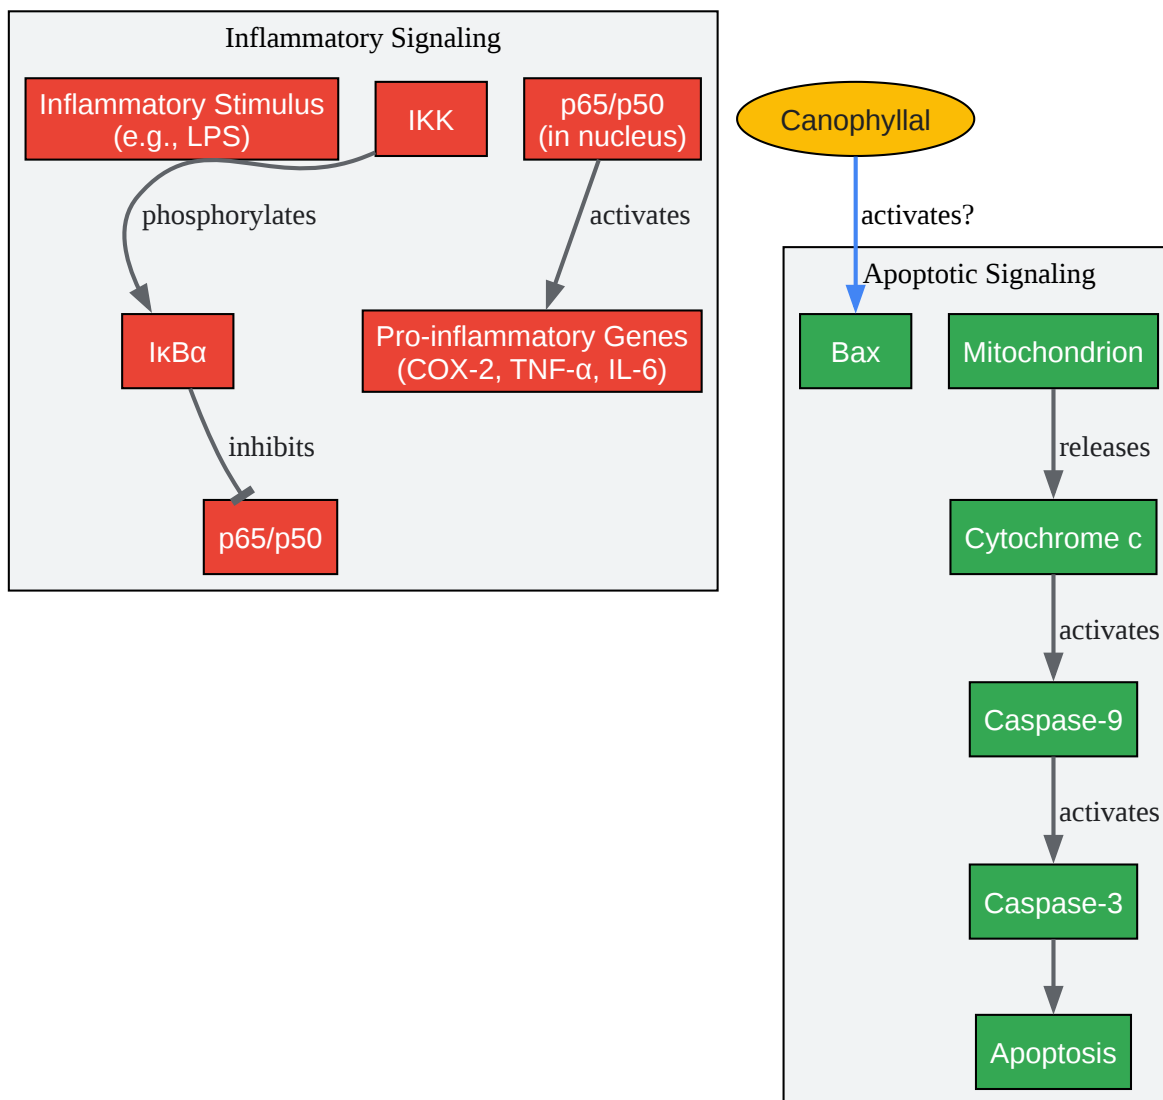 Inflammatory Signaling
Inflammatory Stimulus
(e.g., LPS)
IKK
p65/p50
(in nucleus)
phosphorylates
activates
IκBα
Pro-inflammatory Genes
(COX-2, TNF-α, IL-6)
inhibits
p65/p50
Canophyllal
activates?
Apoptotic Signaling
Bax
Mitochondrion
releases
Cytochrome c
activates
Caspase-9
activates
Caspase-3
Apoptosis